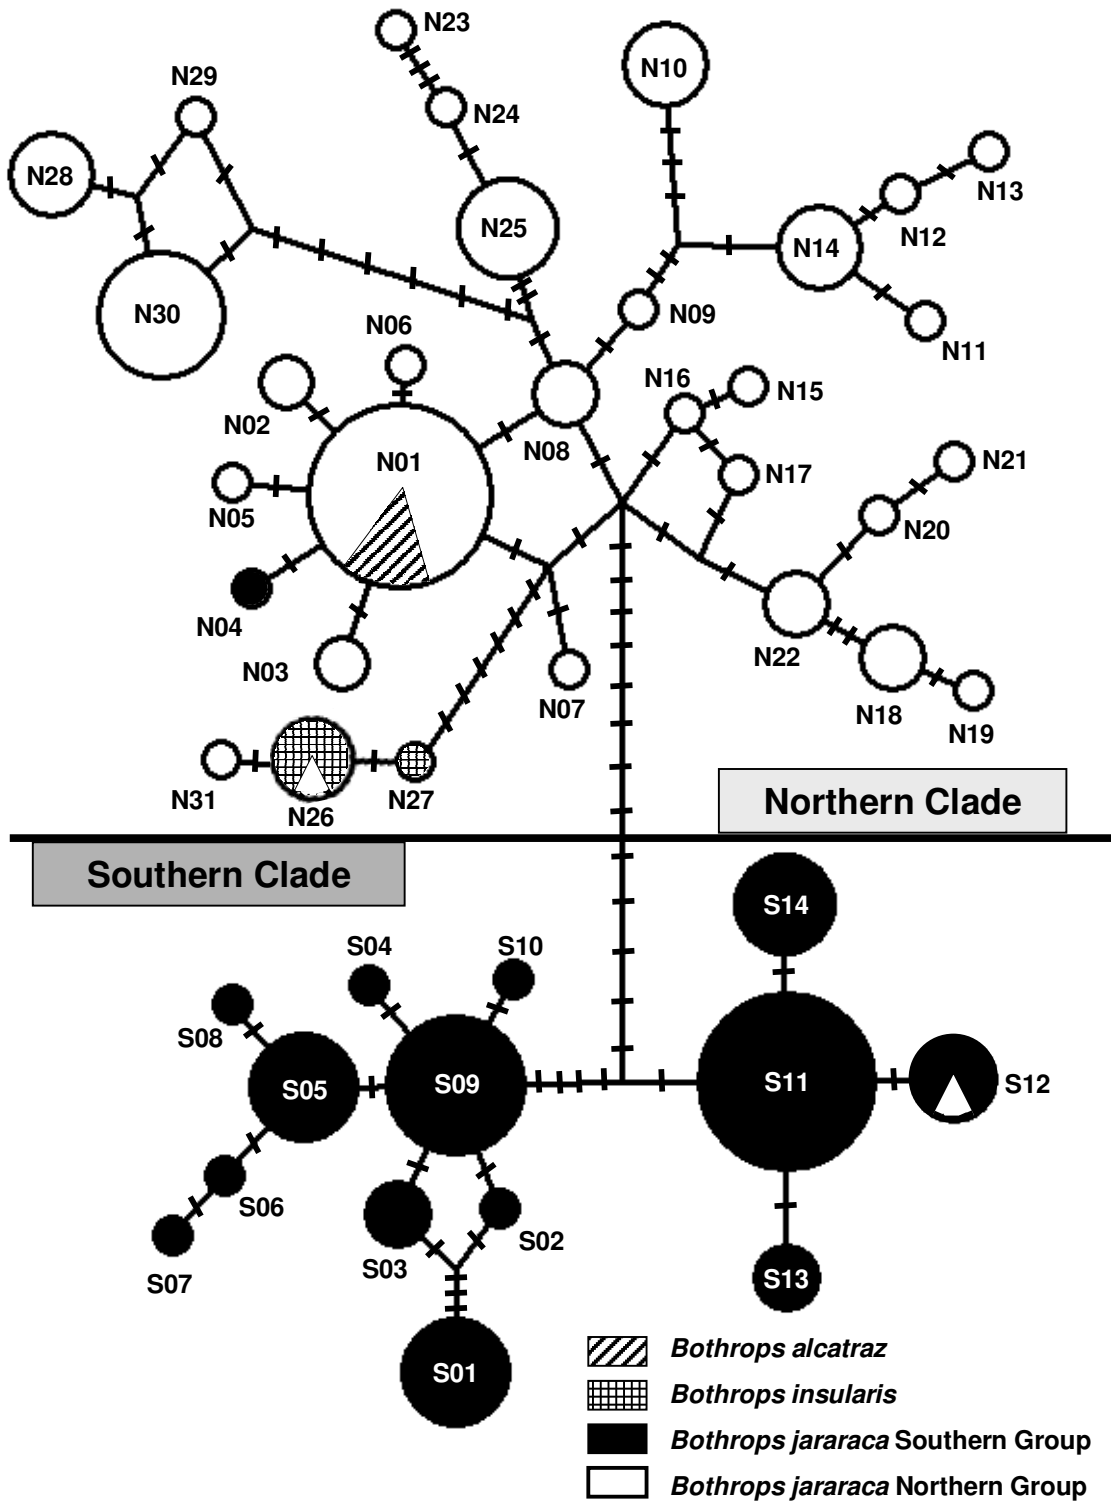 N23
N10
N29
N24
N28
N13
N12
N25
N14
N30
N09
N06
N11
N16
N15
N02
N08
N01
N21
N17
N05
N20
N04
N22
N03
N07
N18
N19
N31
N27
N26
Northern Clade
Southern Clade
S14
S04
S10
S08
S05
S09
S11
S12
S06
S02
S03
S07
S13
S01
Bothrops alcatraz
Bothrops insularis
Bothrops jararaca Southern Group
Bothrops jararaca Northern Group